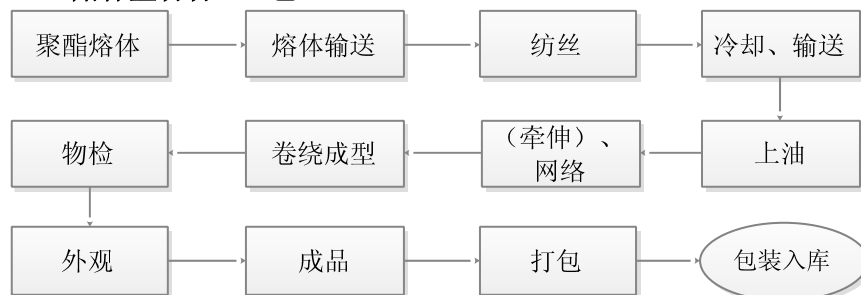 聚酯熔体
熔体输送
纺丝
冷却、输送
上油
（牵伸）、
网络
卷绕成型
物检
外观
成品
打包
包装入库